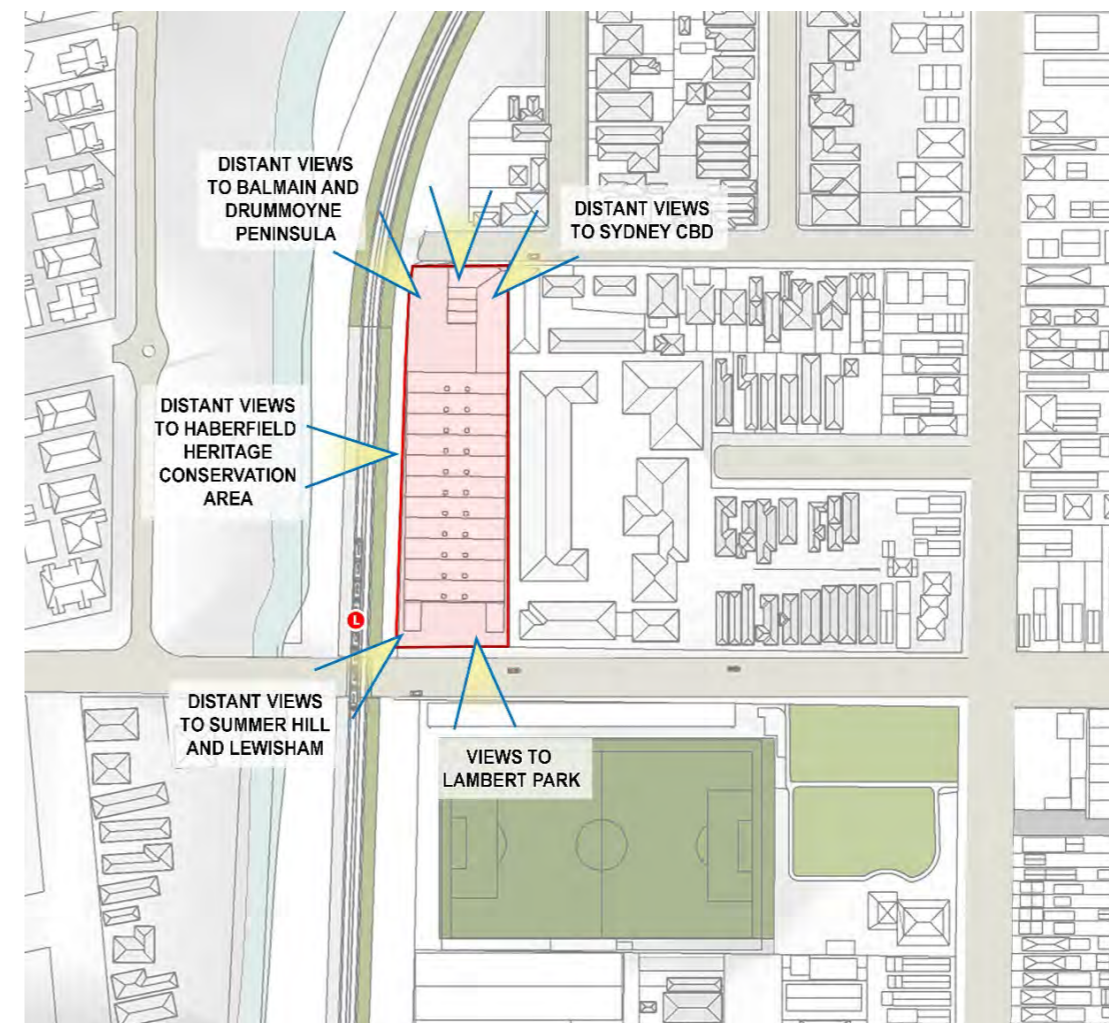 DISTANT VIEWS
TO BALMAIN AND
DRUMMOYNE
PENINSULA
DISTANT VIEWS
TO SYDNEY CBD
DISTANT VIEWS
TO HABERFIELD
HERITAGE
CONSERVATION
AREA
L
DISTANT VIEWS
TO SUMMER HILL
AND LEWISHAM
VIEWS TO
LAMBERT PARK